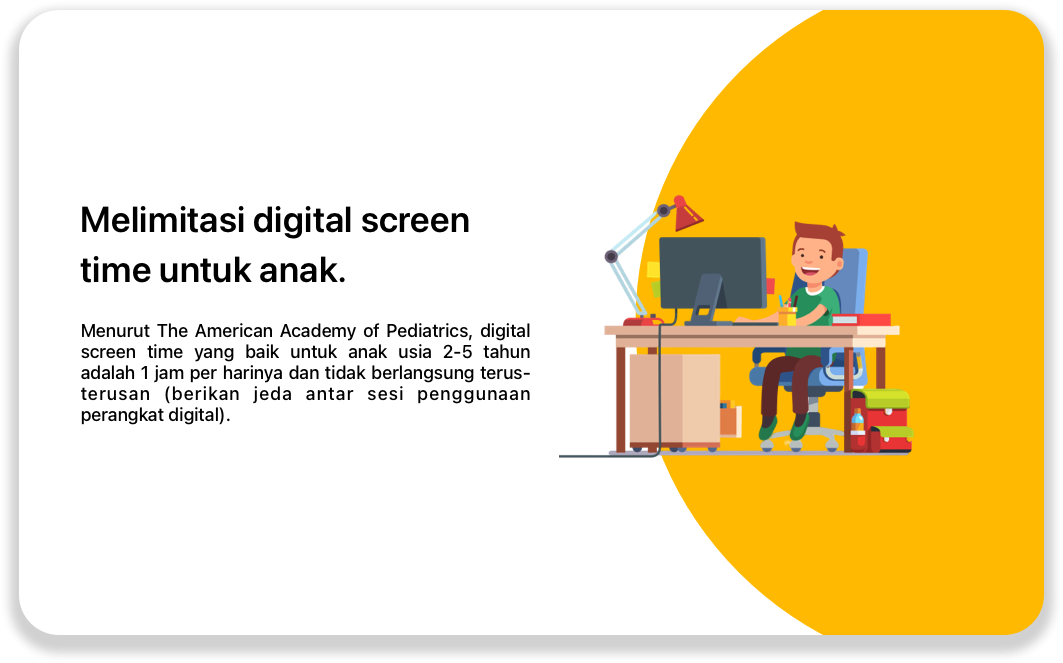 Melimitasi digital screen
time untuk anak.
Menurut The American Academy of Pediatrics, digital
screen time yang baik untuk anak usia 2-5 tahun
adalah 1 jam per harinya dan tidak berlangsung terus-
terusan (berikan jeda antar sesi penggunaan
perangkat digital).